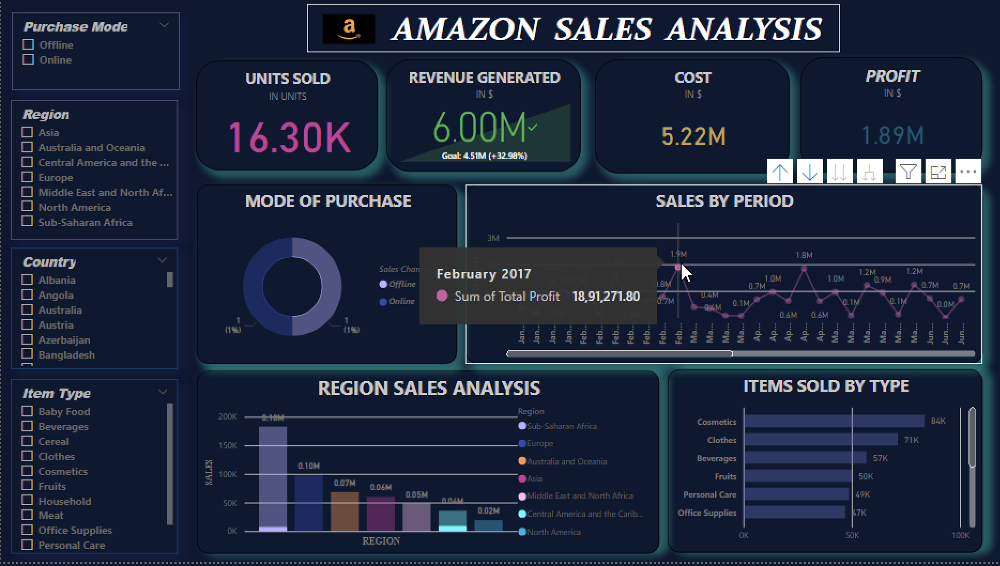 a AMAZON SALES ANALYSIS
Purchase Mode
Offline
Online
Region
Asia
Australia and Oceania
Central America and the ...
Europe
Middle East and North Af...
North America
Sub-Saharan Africa
Country
Albania
Angola
Australia
Austria
Azerbaijan
Bangladesh
Item Type
Baby Food
Beverages
Cereal
Clothes
Cosmetics
Fruits
Household
Meat
Office Supplies
Personal Care
UNITS SOLD
IN UNITS
16.30K
REVENUE GENERATED
IN $
6.00M
Goal: 4.51M (+32.98%)
COST
IN $
5.22M
PROFIT
IN $
1.89M
MODE OF PURCHASE
Sales Chan
Offline
Online
1
(1%)
1
(1%)
SALES BY PERIOD
3M
1.9M
1.8M
0.8M
0.7M
0.4M
0.4M
0.1M
0.7M
1.0M
0.6M
0.6M
1.0M
0.1M
1.2M
0.9M
0.1M
1.2M
0.7M
0.0M
0.7M
February 2017
Sum of Total Profit 18,91,271.80
Jan... Jan... Jan... Jan... Feb... Feb... Feb... Feb... Feb... Feb... Feb... Ma... Ma... Ma... Ma... Ap... Ap... Ap... Ap... Ap... Ma... Ma... Ma... Ma... Ma... Ma... Jun... Jun... Jun...
REGION SALES ANALYSIS
SALES
200K
150K
100K
50K
0K
0.18M
0.10M
0.07M
0.06M
0.05M
0.04M
0.02M
REGION
Region
Sub-Saharan Africa
Europe
Australia and Oceania
Asia
Middle East and North Africa
Central America and the Carib...
North America
ITEMS SOLD BY TYPE
Cosmetics 84K
Clothes 71K
Beverages 57K
Fruits 50K
Personal Care 49K
Office Supplies 47K
0K 50K 100K